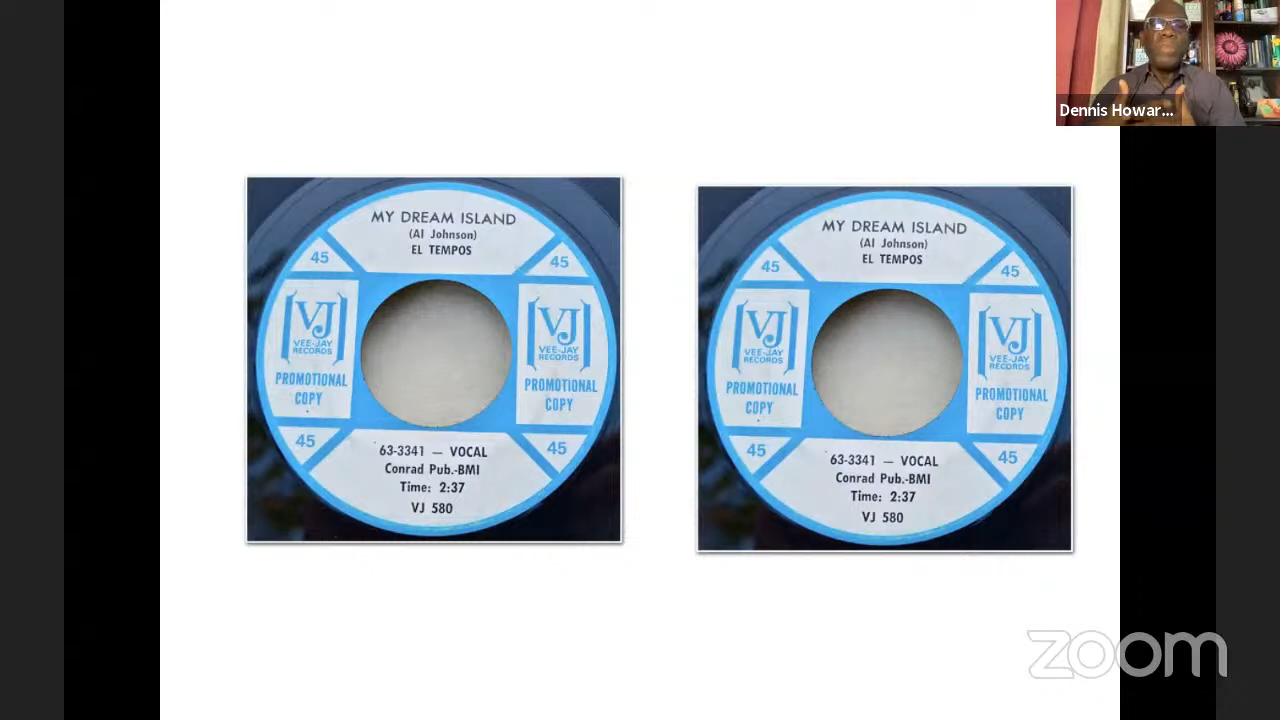 Dennis Howar...
MY DREAM ISLAND
(Al Johnson)
EL TEMPOS
45
45
VJ
VEE-JAY
RECORDS
PROMOTIONAL
COPY
VJ
VEE-JAY
RECORDS
PROMOTIONAL
COPY
45
45
63-3341 — VOCAL
Conrad Pub.-BMI
Time: 2:37
VJ 580
MY DREAM ISLAND
(Al Johnson)
EL TEMPOS
45
45
VJ
VEE-JAY
RECORDS
PROMOTIONAL
COPY
VJ
VEE-JAY
RECORDS
PROMOTIONAL
COPY
45
45
63-3341 — VOCAL
Conrad Pub.-BMI
Time: 2:37
VJ 580
zoom